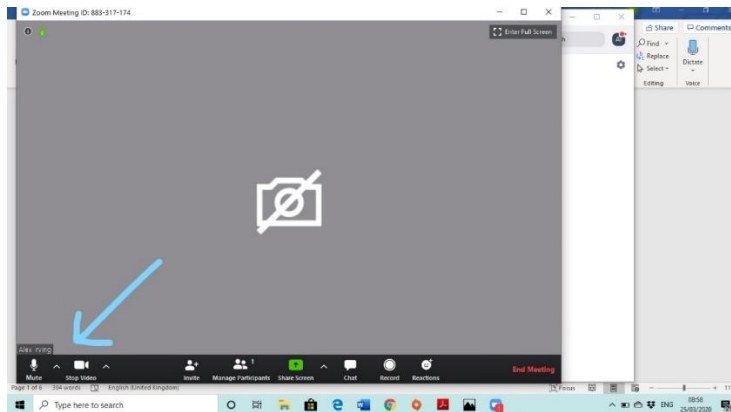 Zoom Meeting ID: 883-317-174
Enter Full Screen
Share
Comments
Find
Replace
Select
Dictate
Editing
Voice
Alex Irving
Mute
Stop Video
Invite
Manage Participants
1
Share Screen
Chat
Record
Reactions
End Meeting
Page 1 of 6
394 words
English (United Kingdom)
Focus
Type here to search
ENG
08:58
25/03/2020